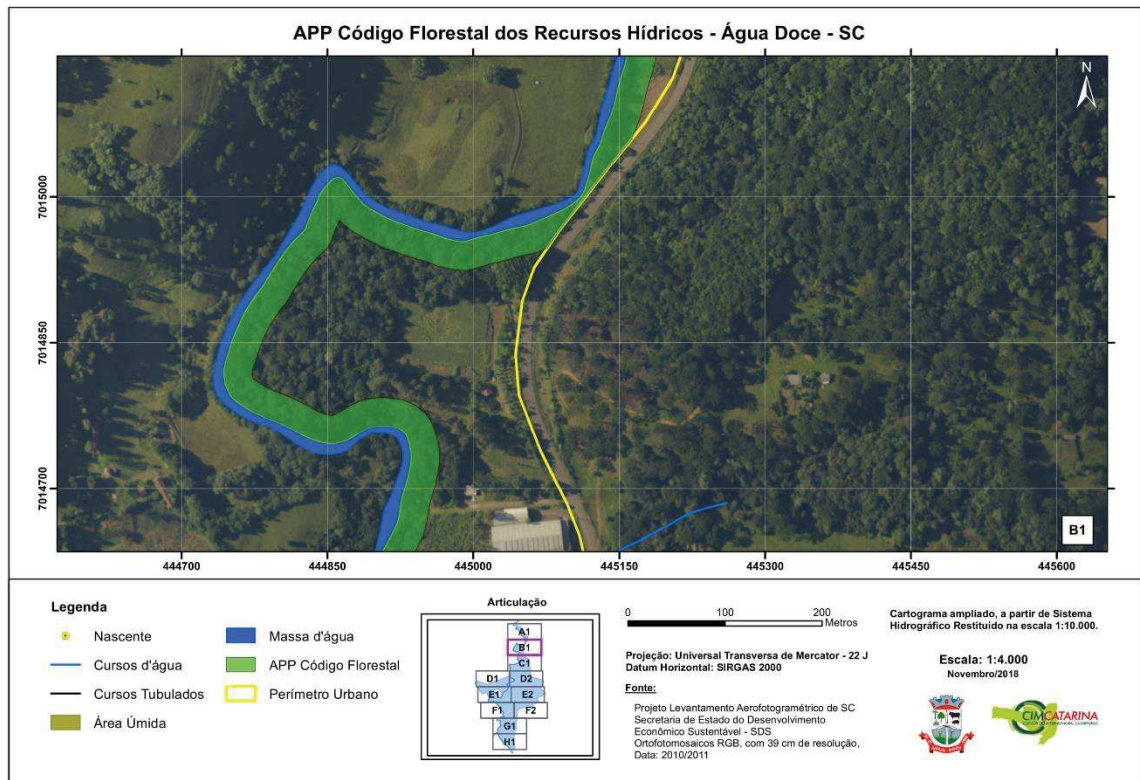 APP Código Florestal dos Recursos Hídricos - Água Doce - SC
N
7015000
7014850
7014700
B1
444700
444850
445000
445150
445300
445450
445600
Legenda
Nascente
Cursos d'água
Cursos Tubulados
Área Úmida
Massa d'água
APP Código Florestal
Perímetro Urbano
Articulação
A1
B1
C1
D1
D2
E1
E2
F1
F2
G1
H1
0
100
200
Metros
Projeção: Universal Transversa de Mercator - 22 J
Datum Horizontal: SIRGAS 2000
Fonte:
Projeto Levantamento Aerofotogramétrico de SC
Secretaria de Estado do Desenvolvimento
Econômico Sustentável - SDS
Ortofotomosaicos RGB, com 39 cm de resolução,
Data: 2010/2011
Cartograma ampliado, a partir de Sistema
Hidrográfico Restituído na escala 1:10.000.
Escala: 1:4.000
Novembro/2018
CIMCATARINA